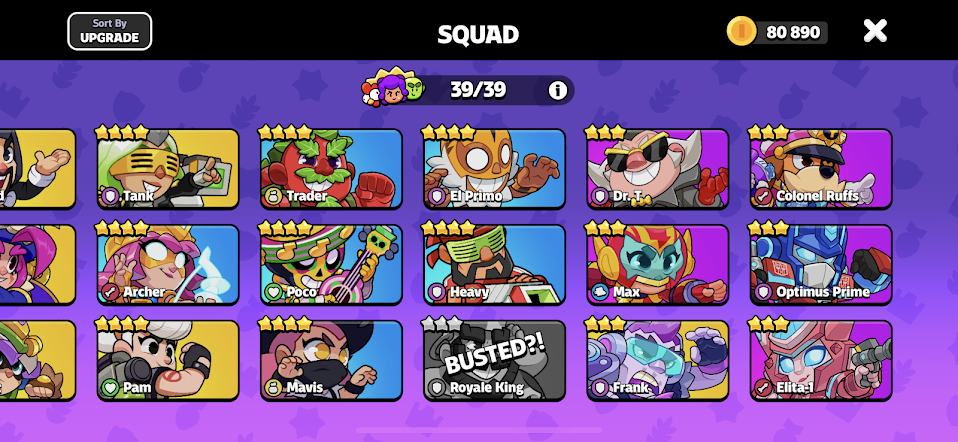 Sort By
UPGRADE
SQUAD
80 890
39/39
Tank
Trader
El Primo
Dr. T
Colonel Ruffs
Archer
Poco
Heavy
Max
Optimus Prime
Pam
Mavis
BUSTED?!
Royale King
Frank
Elita-1